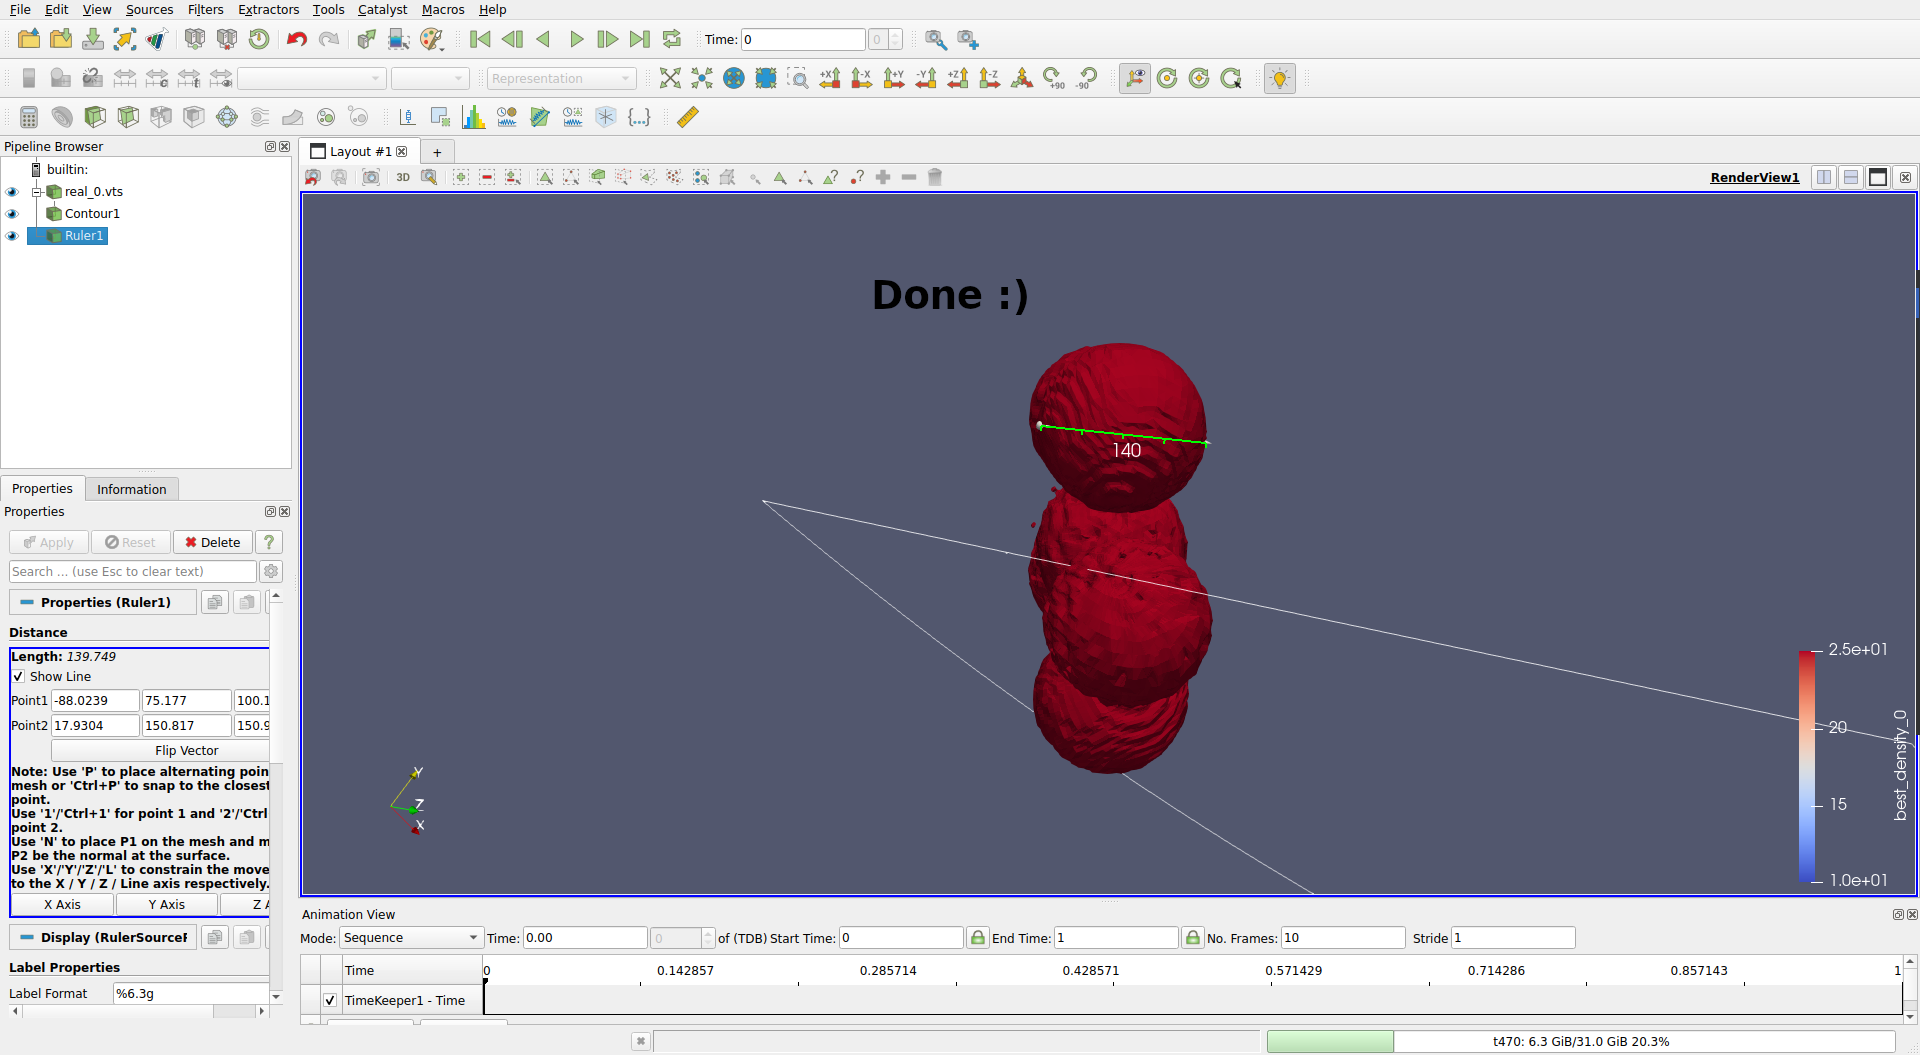 File Edit View Sources Filters Extractors Tools Catalyst Macros Help
Time: 0 0
+X -X +Y -Y +Z -Z +90 -90
Representation
Pipeline Browser
builtin:
real_0.vts
Contour1
Ruler1
Layout #1 +
3D
RenderView1
Done :)
140
Y
Z
X
2.5e+01
20
15
1.0e+01
best_density_0
Properties Information
Properties
Apply Reset Delete ?
Search ... (use Esc to clear text)
Properties (Ruler1)
Distance
Length: 139.749
Show Line
Point1 -88.0239 75.177 100.1
Point2 17.9304 150.817 150.9
Flip Vector
Note: Use 'P' to place alternating poin
mesh or 'Ctrl+P' to snap to the closest
point.
Use '1'/'Ctrl+1' for point 1 and '2'/'Ctrl
point 2.
Use 'N' to place P1 on the mesh and m
P2 be the normal at the surface.
Use 'X'/'Y'/'Z'/'L' to constrain the move
to the X / Y / Z / Line axis respectively.
X Axis Y Axis Z A
Display (RulerSourceF
Label Properties
Label Format %6.3g
Animation View
Mode: Sequence Time: 0.00 0 of (TDB) Start Time: 0 End Time: 1 No. Frames: 10 Stride 1
Time 0 0.142857 0.285714 0.428571 0.571429 0.714286 0.857143 1
TimeKeeper1 - Time
t470: 6.3 GiB/31.0 GiB 20.3%